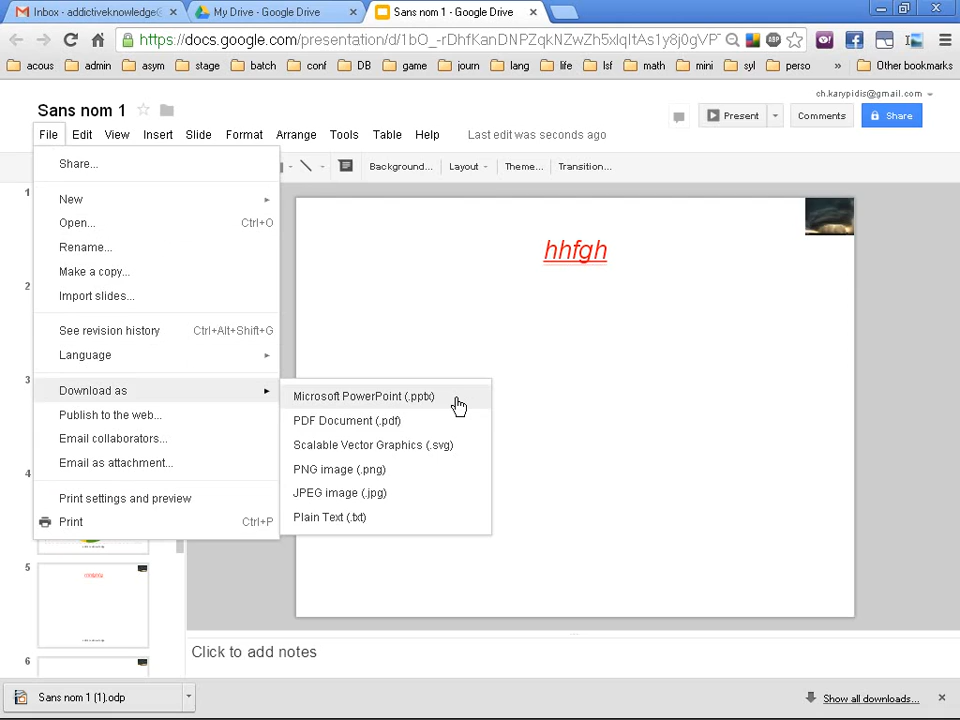 Inbox - addictiveknowledge@
My Drive - Google Drive
Sans nom 1 - Google Drive
https://docs.google.com/presentation/d/1bO_-rDhfKanDNPZqkNZwZh5xlqItAs1y8j0gVP
acous admin asym stage batch conf DB game journ lang life lsf math mini syl perso » Other bookmarks
Sans nom 1
ch.karypidis@gmail.com
Present Comments Share
File Edit View Insert Slide Format Arrange Tools Table Help Last edit was seconds ago
Background... Layout Theme... Transition...
Share...
New
Open... Ctrl+O
Rename...
Make a copy...
Import slides...
See revision history Ctrl+Alt+Shift+G
Language
Download as
Publish to the web...
Email collaborators...
Email as attachment...
Print settings and preview
Print Ctrl+P
Microsoft PowerPoint (.pptx)
PDF Document (.pdf)
Scalable Vector Graphics (.svg)
PNG image (.png)
JPEG image (.jpg)
Plain Text (.txt)
1
2
3
4
5
6
hhfgh
Click to add notes
Sans nom 1 (1).odp
Show all downloads...